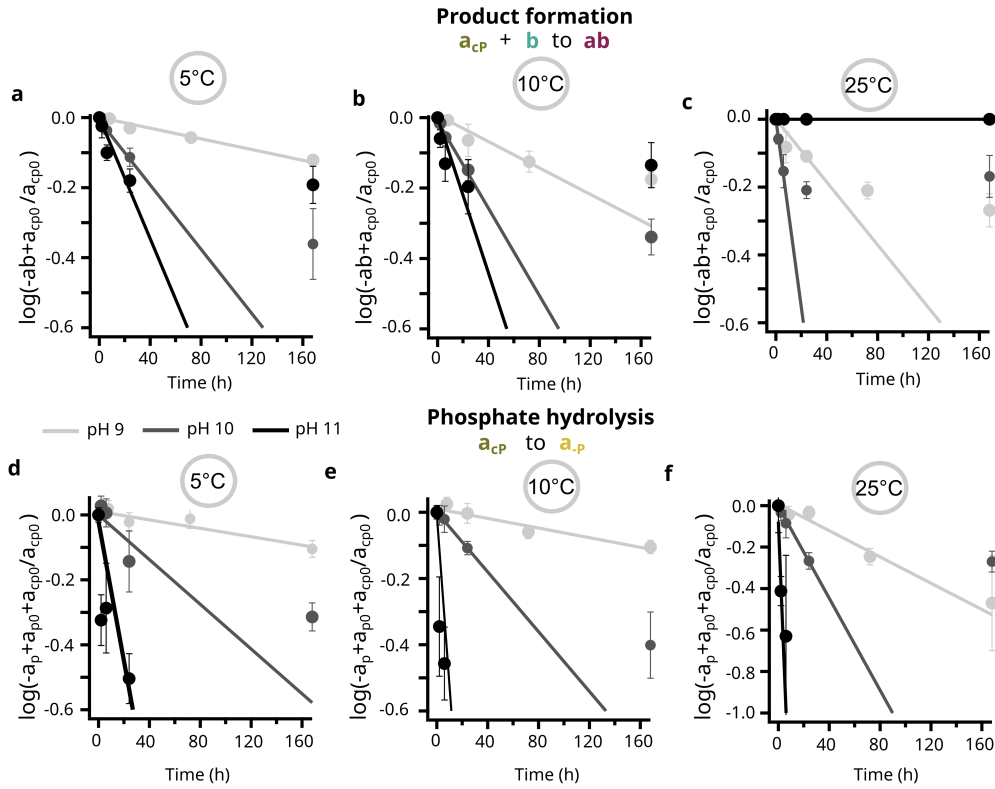 Product formation
acP + b to ab
a
5°C
0.0
-0.2
-0.4
-0.6
log(-ab+acp0/acp0)
0 40 80 120 160
Time (h)
b
10°C
0.0
-0.2
-0.4
-0.6
log(-ab+acp0/acp0)
0 40 80 120 160
Time (h)
c
25°C
0.0
-0.2
-0.4
-0.6
log(-ab+acp0/acp0)
0 40 80 120 160
Time (h)
pH 9 pH 10 pH 11
Phosphate hydrolysis
acP to a-P
d
5°C
0.0
-0.2
-0.4
-0.6
log(-ap+ap0+acp0/acp0)
0 40 80 120 160
Time (h)
e
10°C
0.0
-0.2
-0.4
-0.6
log(-ap+ap0+acp0/acp0)
0 40 80 120 160
Time (h)
f
25°C
0.0
-0.2
-0.4
-0.6
-0.8
-1.0
log(-ap+ap0+acp0/acp0)
0 40 80 120 160
Time (h)